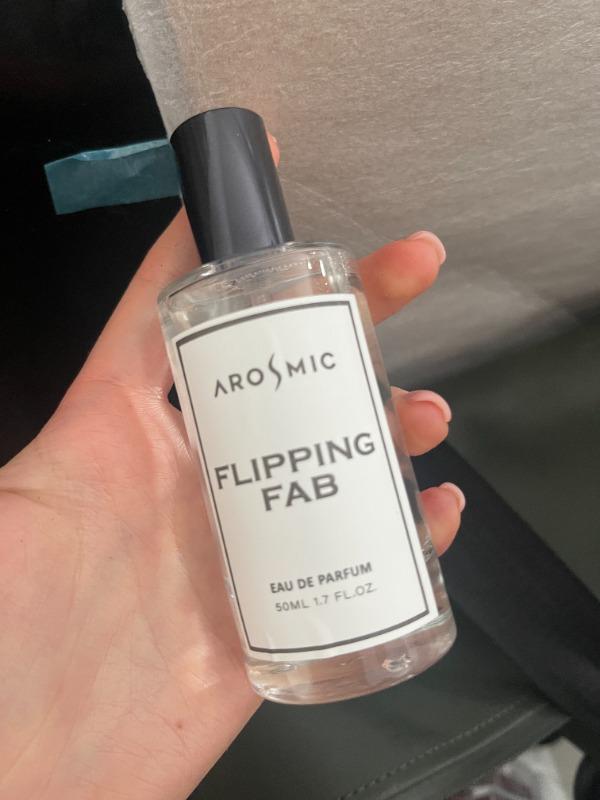 AROSMIC
FLIPPING
FAB
EAU DE PARFUM
50ML 1.7 FL.OZ.